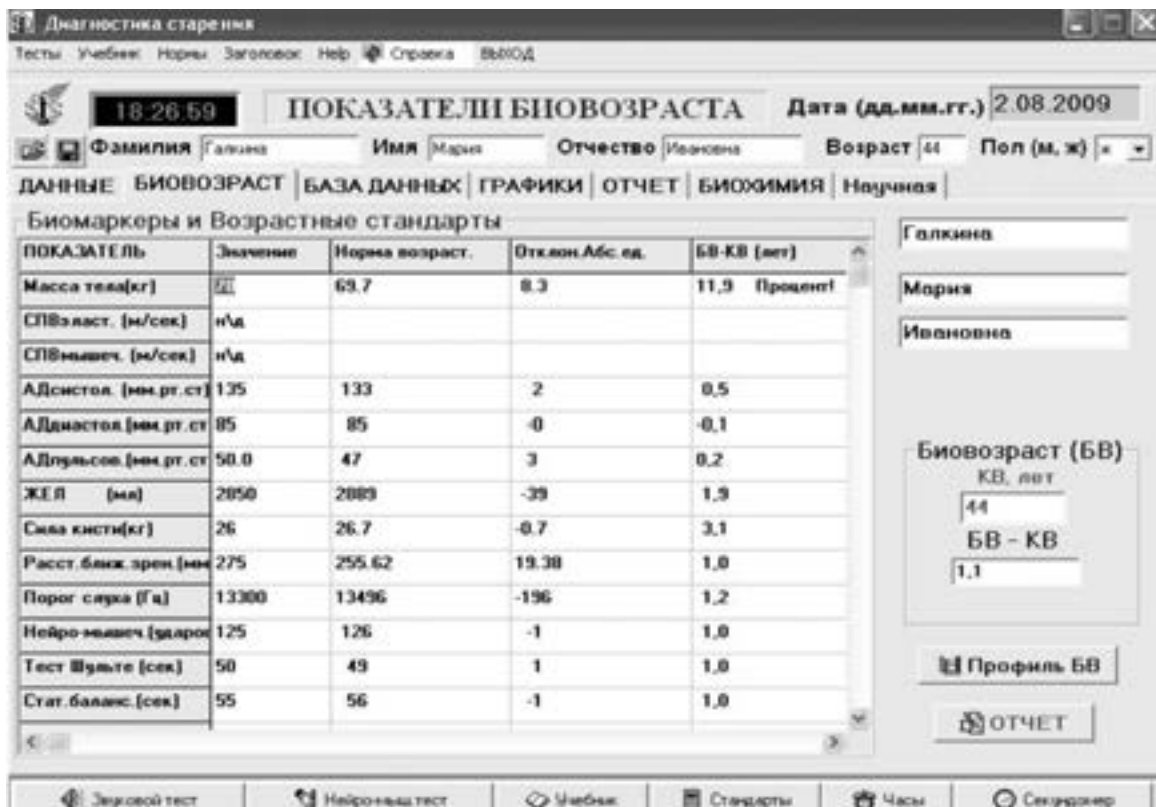 Диагностика старения
Тесты Учебник Нормы Заголовок Help Справка ВЫХОД
18:26:59 ПОКАЗАТЕЛИ БИОВОЗРАСТА Дата (дд.мм.гг.) 2.08.2009
Фамилия Галкина Имя Мария Отчество Ивановна Возраст 44 Пол (м, ж) ж
ДАННЫЕ БИОВОЗРАСТ БАЗА ДАННЫХ ГРАФИКИ ОТЧЕТ БИОХИМИЯ Научная
Биомаркеры и Возрастные стандарты
ПОКАЗАТЕЛЬ Значение Норма возраст. Отклон.Абс.ед. БВ-КВ (лет)
Масса тела(кг) 69.7 8.3 11,9 Процент!
СПВэласт. (м/сек) н\д
СПВмышеч. (м/сек) н\д
АДсистол. (мм.рт.ст) 135 133 2 0,5
АДдиастол.(мм.рт.ст 85 85 -0 -0,1
АДпульсов.(мм.рт.ст 50.0 47 3 0,2
ЖЕЛ (мл) 2850 2889 -39 1,9
Сила кисти(кг) 26 26.7 -0.7 3,1
Расст.ближ.зрен.(мм 275 255.62 19.38 1,0
Порог слуха (Гц) 13300 13496 -196 1,2
Нейро-мышеч.(ударов 125 126 -1 1,0
Тест Шульте (сек) 50 49 1 1,0
Стат.баланс.(сек) 55 56 -1 1,0
Галкина
Мария
Ивановна
Биовозраст (БВ)
КВ, лет
44
БВ - КВ
1,1
Профиль БВ
ОТЧЕТ
Звуковой тест Нейро-мыш тест Учебник Стандарты Часы Секундомер